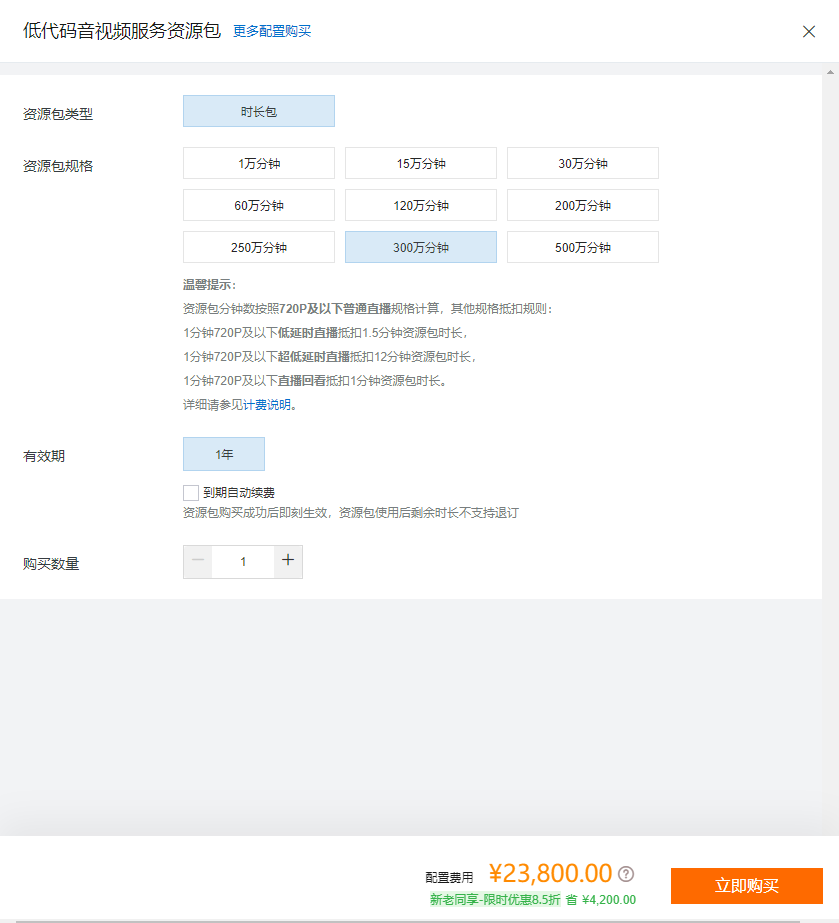 低代码音视频服务资源包 更多配置购买
资源包类型 时长包
资源包规格 1万分钟 15万分钟 30万分钟
60万分钟 120万分钟 200万分钟
250万分钟 300万分钟 500万分钟
温馨提示：
资源包分钟数按照720P及以下普通直播规格计算，其他规格抵扣规则：
1分钟720P及以下低延时直播抵扣1.5分钟资源包时长，
1分钟720P及以下超低延时直播抵扣12分钟资源包时长，
1分钟720P及以下直播回看抵扣1分钟资源包时长。
详细请参见计费说明。
有效期 1年
到期自动续费
资源包购买成功后即刻生效，资源包使用后剩余时长不支持退订
购买数量 1
配置费用 ¥23,800.00
新老同享-限时优惠8.5折 省 ¥4,200.00
立即购买